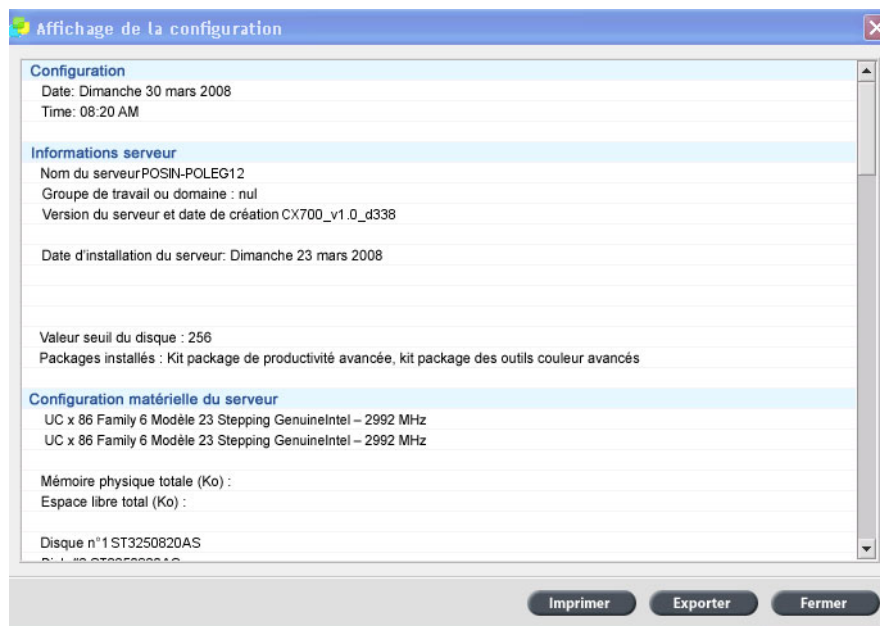 Affichage de la configuration
Configuration
Date: Dimanche 30 mars 2008
Time: 08:20 AM
Informations serveur
Nom du serveurPOSIN-POLEG12
Groupe de travail ou domaine : nul
Version du serveur et date de création CX700_v1.0_d338
Date d'installation du serveur: Dimanche 23 mars 2008
Valeur seuil du disque : 256
Packages installés : Kit package de productivité avancée, kit package des outils couleur avancés
Configuration matérielle du serveur
UC x 86 Family 6 Modèle 23 Stepping GenuineIntel – 2992 MHz
UC x 86 Family 6 Modèle 23 Stepping GenuineIntel – 2992 MHz
Mémoire physique totale (Ko) :
Espace libre total (Ko) :
Disque n°1 ST3250820AS
Imprimer Exporter Fermer